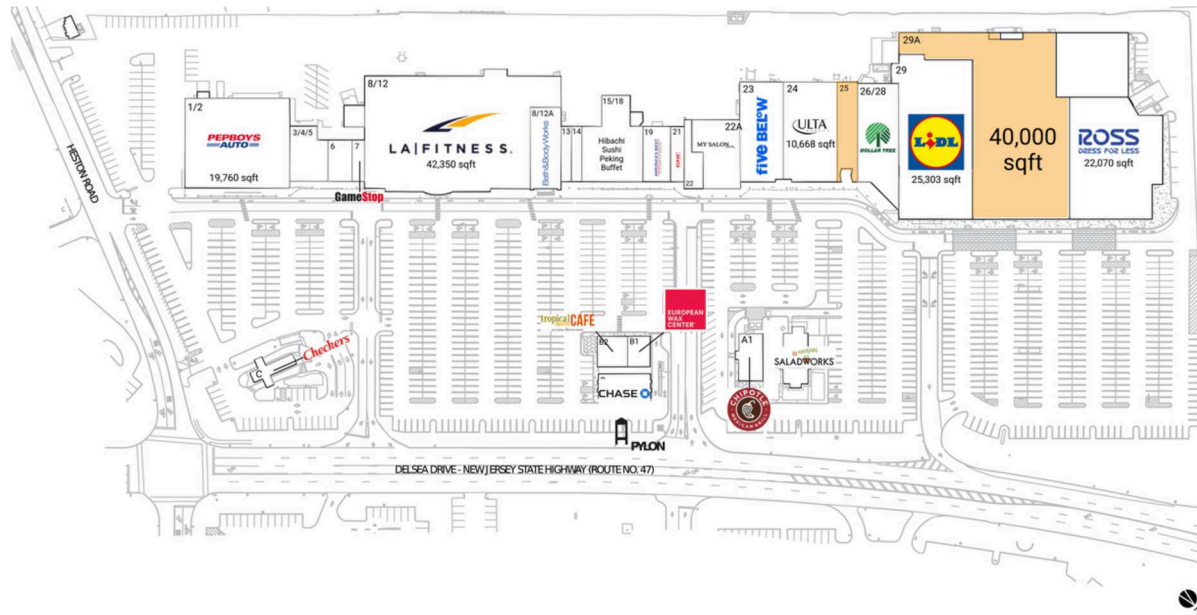 HESTON ROAD
1/2
PEPBOYS
AUTO
19,760 sqft
3/4/5
6
7
GameStop
8/12
LA|FITNESS.
42,350 sqft
8/12A
Bath&BodyWorks
13
14
15/18
Hibachi
Sushi
Peking
Buffet
19
21
GNC
22A
MY SALON
22
23
five BELOW
24
ULTA
10,668 sqft
25
26/28
DOLLAR TREE
29A
29
LIDL
25,303 sqft
40,000
sqft
ROSS
DRESS FOR LESS
22,070 sqft
tropical CAFE
EUROPEAN
WAX
CENTER
B2
B1
A1
SALADWORKS
C
Checkers
CHASE
CHIPOTLE
MEXICAN GRILL
PYLON
DELSEA DRIVE - NEW JERSEY STATE HIGHWAY (ROUTE NO. 47)